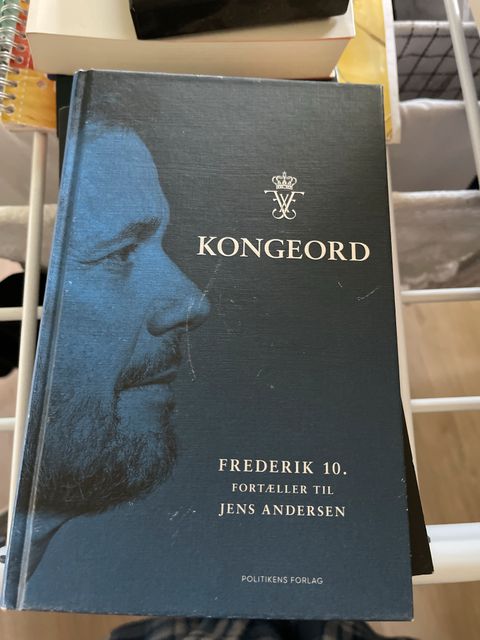 KONGEORD
FREDERIK 10.
FORTÆLLER TIL
JENS ANDERSEN
POLITIKENS FORLAG